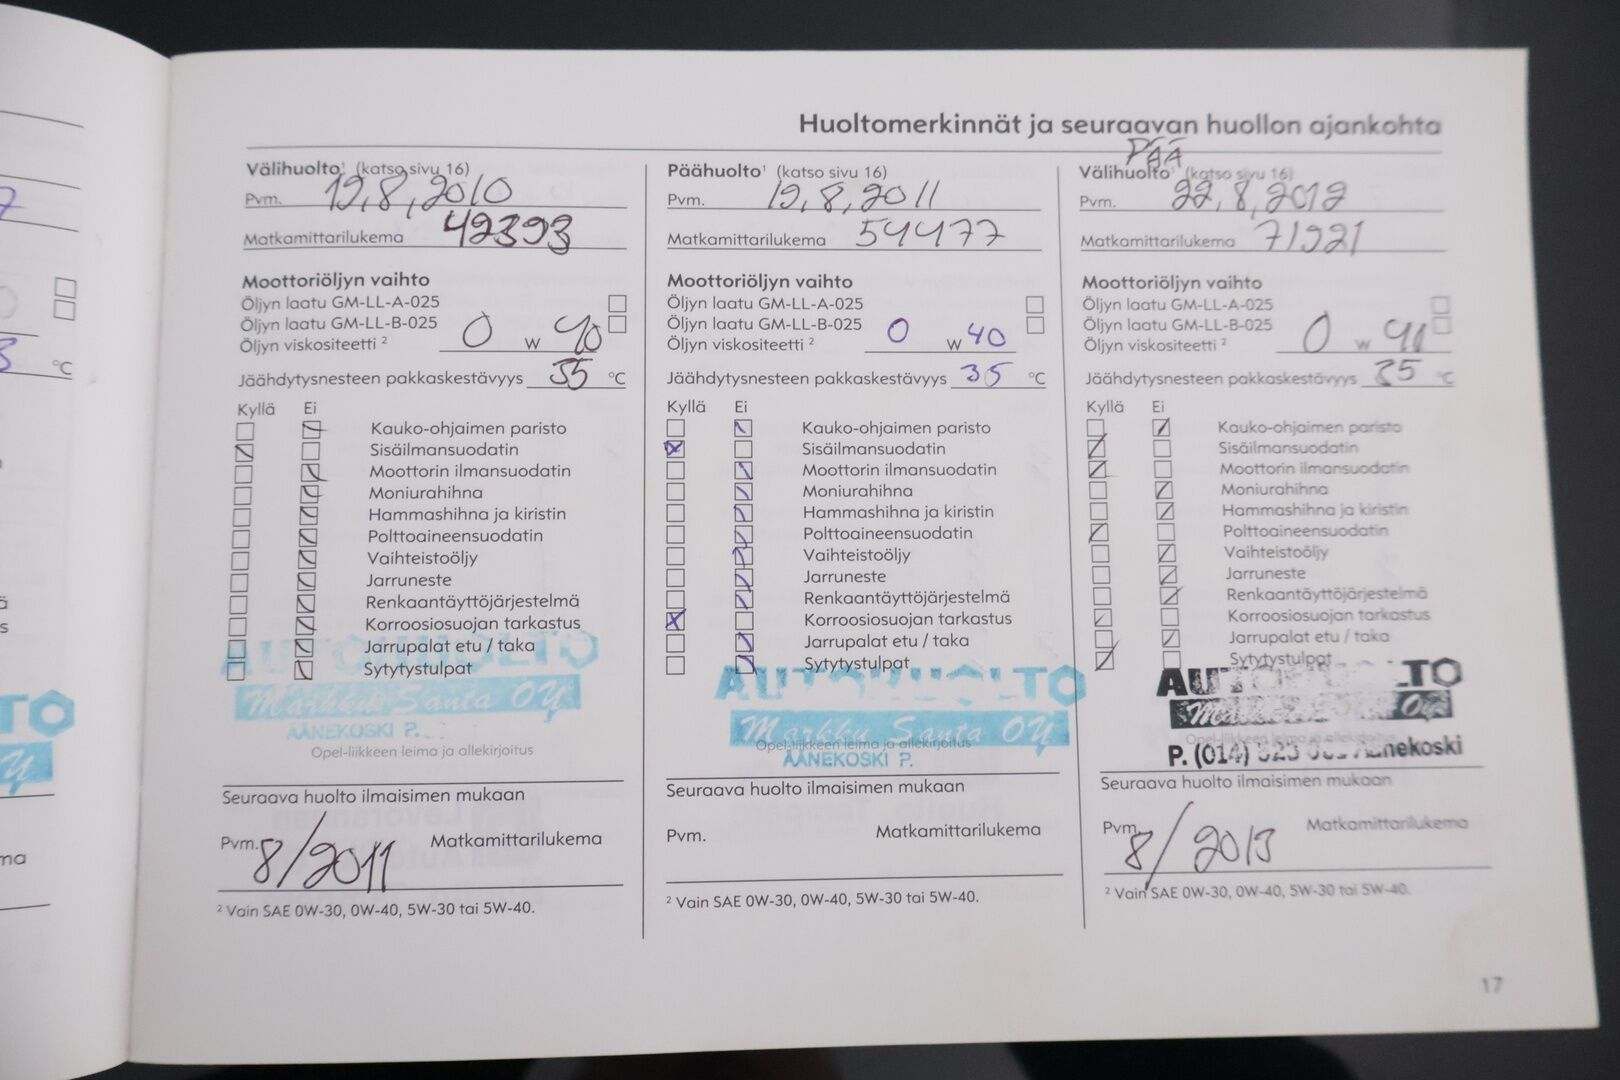 Huoltomerkinnät ja seuraavan huollon ajankohta
Välihuolto¹ (katso sivu 16)
Pvm. 19,8,2010
Matkamittarilukema 42393
Moottoriöljyn vaihto
Öljyn laatu GM-LL-A-025
Öljyn laatu GM-LL-B-025
Öljyn viskositeetti ² 0 W 40
Jäähdytysnesteen pakkaskestävyys 35 °C
Kyllä Ei
Kauko-ohjaimen paristo
Sisäilmansuodatin
Moottorin ilmansuodatin
Moniurahihna
Hammashihna ja kiristin
Polttoaineensuodatin
Vaihteistoöljy
Jarruneste
Renkaantäyttöjärjestelmä
Korroosiosuojan tarkastus
Jarrupalat etu / taka
Sytytystulpat
Markku Santa OY
ÄÄNEKOSKI P.
Opel-liikkeen leima ja allekirjoitus
Seuraava huolto ilmaisimen mukaan
Pvm. 8/2011 Matkamittarilukema
² Vain SAE 0W-30, 0W-40, 5W-30 tai 5W-40.
Päähuolto¹ (katso sivu 16)
Pvm. 19,8,2011
Matkamittarilukema 54477
Moottoriöljyn vaihto
Öljyn laatu GM-LL-A-025
Öljyn laatu GM-LL-B-025
Öljyn viskositeetti ² 0 W 40
Jäähdytysnesteen pakkaskestävyys 35 °C
Kyllä Ei
Kauko-ohjaimen paristo
Sisäilmansuodatin
Moottorin ilmansuodatin
Moniurahihna
Hammashihna ja kiristin
Polttoaineensuodatin
Vaihteistoöljy
Jarruneste
Renkaantäyttöjärjestelmä
Korroosiosuojan tarkastus
Jarrupalat etu / taka
Sytytystulpat
AUTOHUOLTO
Markku Santa OY
Opel-liikkeen leima ja allekirjoitus
ÄÄNEKOSKI P.
Seuraava huolto ilmaisimen mukaan
Pvm. Matkamittarilukema
² Vain SAE 0W-30, 0W-40, 5W-30 tai 5W-40.
PÄÄ
Välihuolto¹ (katso sivu 16)
Pvm. 22,8,2012
Matkamittarilukema 71921
Moottoriöljyn vaihto
Öljyn laatu GM-LL-A-025
Öljyn laatu GM-LL-B-025
Öljyn viskositeetti ² 0 W 40
Jäähdytysnesteen pakkaskestävyys 35 °C
Kyllä Ei
Kauko-ohjaimen paristo
Sisäilmansuodatin
Moottorin ilmansuodatin
Moniurahihna
Hammashihna ja kiristin
Polttoaineensuodatin
Vaihteistoöljy
Jarruneste
Renkaantäyttöjärjestelmä
Korroosiosuojan tarkastus
Jarrupalat etu / taka
Sytytystulpat
OY
P. (014) Äänekoski
Seuraava huolto ilmaisimen mukaan
Pvm. 8/2013 Matkamittarilukema
² Vain SAE 0W-30, 0W-40, 5W-30 tai 5W-40.
17